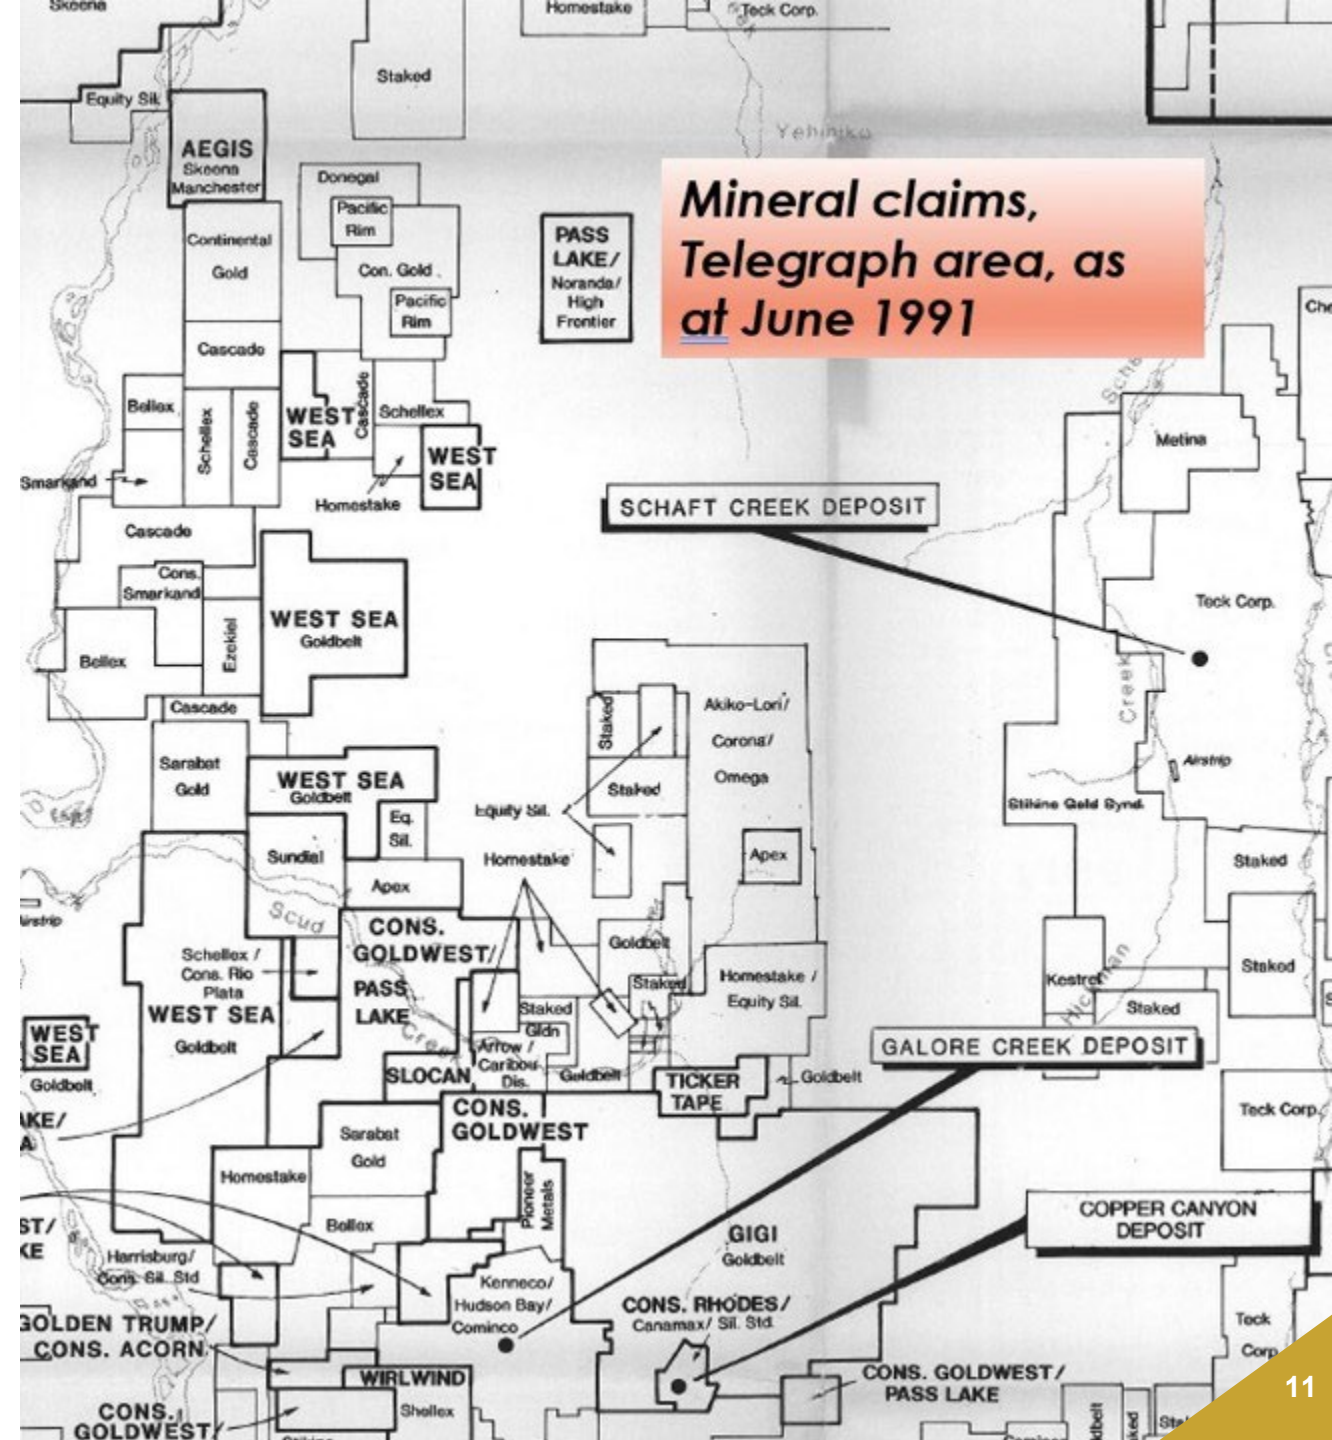 Skeena
Homestake
Teck Corp.
Staked
Equity Sil.
Yehiniko
AEGIS
Skeena
Manchester
Donegal
Pacific
Rim
Continental
Gold
Con. Gold
Pacific
Rim
PASS
LAKE/
Noranda/
High
Frontier
Mineral claims,
Telegraph area, as
at June 1991
Cascade
Bellex
Schellex
Cascade
WEST
SEA
Cascade
Schellex
WEST
SEA
Metina
Smarkand
Homestake
SCHAFT CREEK DEPOSIT
Cascade
Cons.
Smarkand
WEST SEA
Goldbelt
Ezekiel
Bellex
Teck Corp.
Creek
Cascade
Staked
Akiko-Lori/
Corona/
Omega
Sarabat
Gold
WEST SEA
Goldbelt
Staked
Airstrip
Stikine Gold Synd.
Equity Sil.
Eq.
Sil.
Sundial
Homestake
Apex
Apex
Staked
Scud
CONS.
GOLDWEST/
PASS
LAKE
Creek
Goldbelt
Schellex /
Cons. Rio
Plata
WEST SEA
Goldbelt
Staked
Homestake /
Equity Sil.
Kestrel
Hickman
Staked
Staked
Staked
Gldn
Arrow /
Caribou
Dis.
WEST
SEA
Goldbelt
GALORE CREEK DEPOSIT
SLOCAN
Goldbelt
TICKER
TAPE
Goldbelt
AKE/
CONS.
GOLDWEST
Sarabat
Gold
Teck Corp.
Homestake
Pioneer
Metals
Bellex
COPPER CANYON
DEPOSIT
ST/
KE
GIGI
Goldbelt
Harrisburg/
Cons. Sil. Std
Kenneco/
Hudson Bay/
Cominco
CONS. RHODES/
Canamax/ Sil. Std.
GOLDEN TRUMP/
CONS. ACORN
Teck
Corp.
WIRLWIND
CONS. GOLDWEST/
PASS LAKE
11
CONS.
GOLDWEST/
Shellex